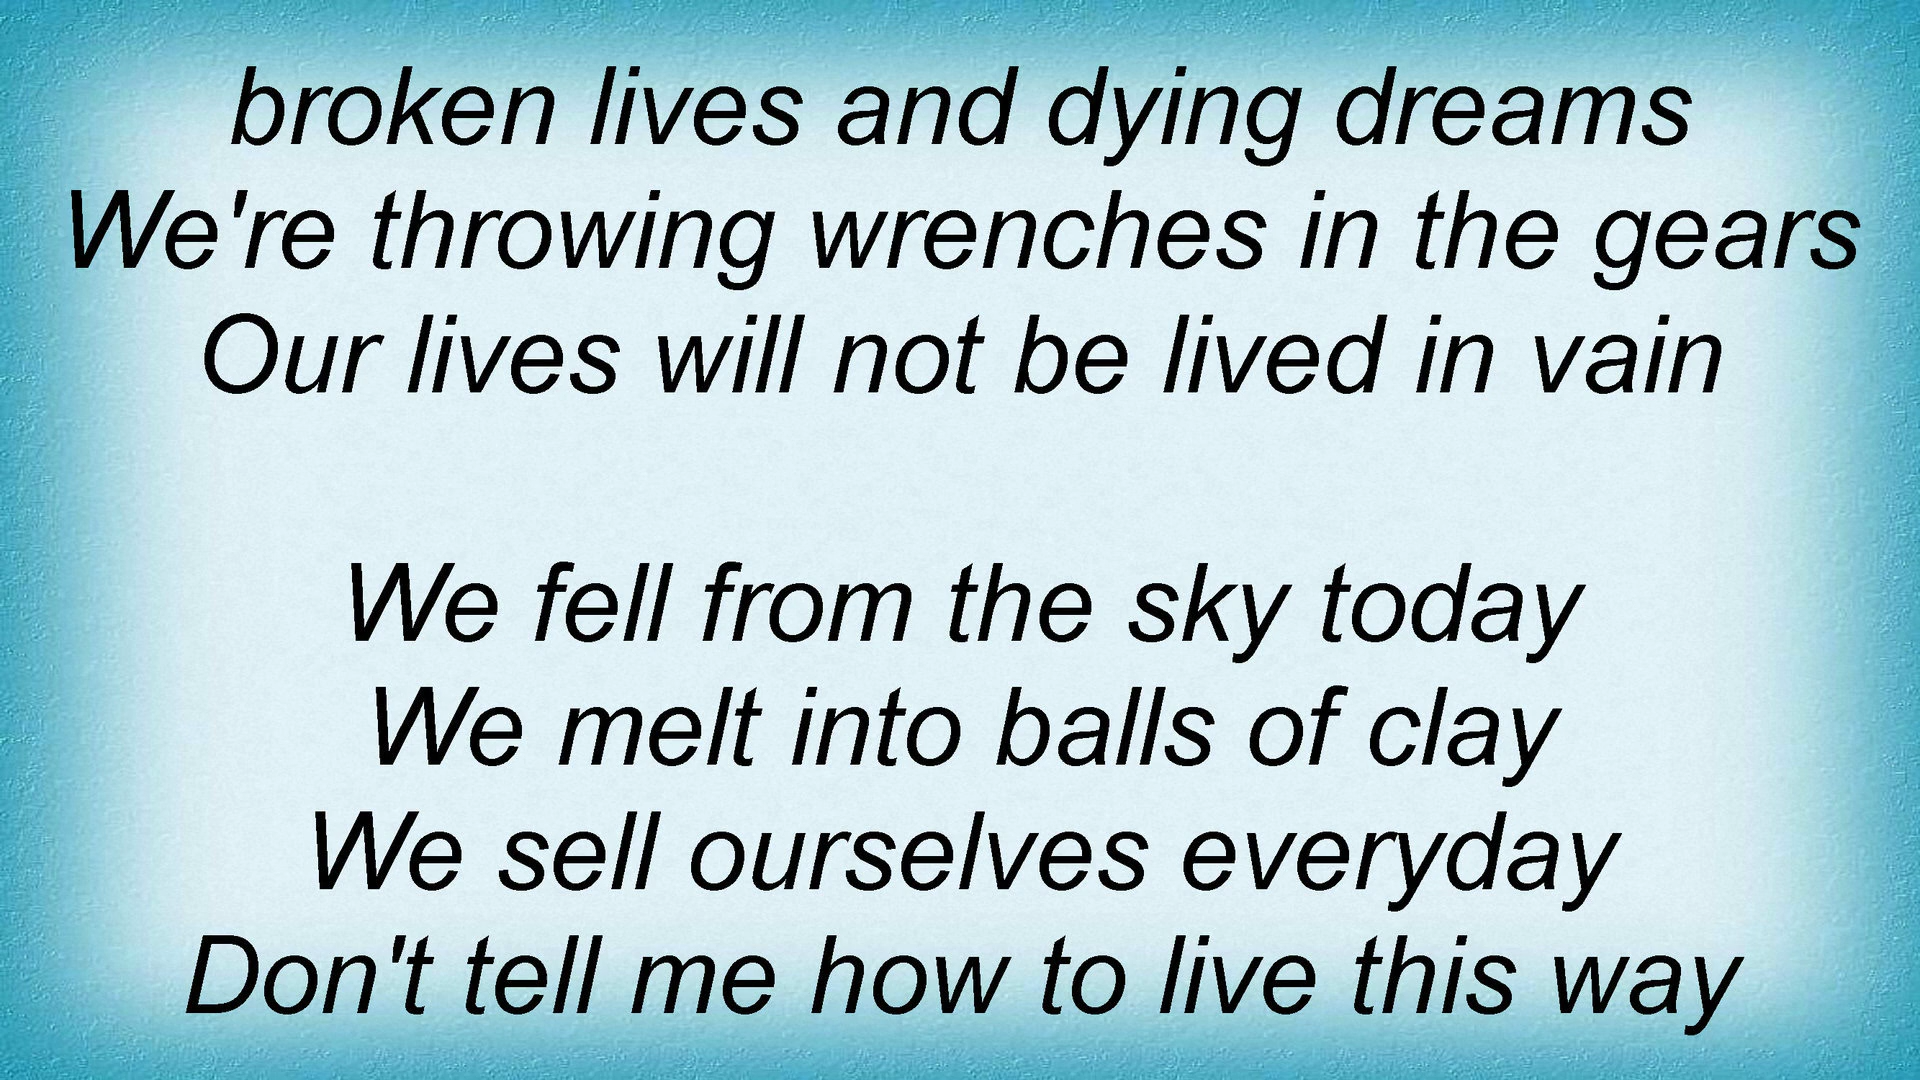 broken lives and dying dreams
We're throwing wrenches in the gears
Our lives will not be lived in vain
We fell from the sky today
We melt into balls of clay
We sell ourselves everyday
Don't tell me how to live this way